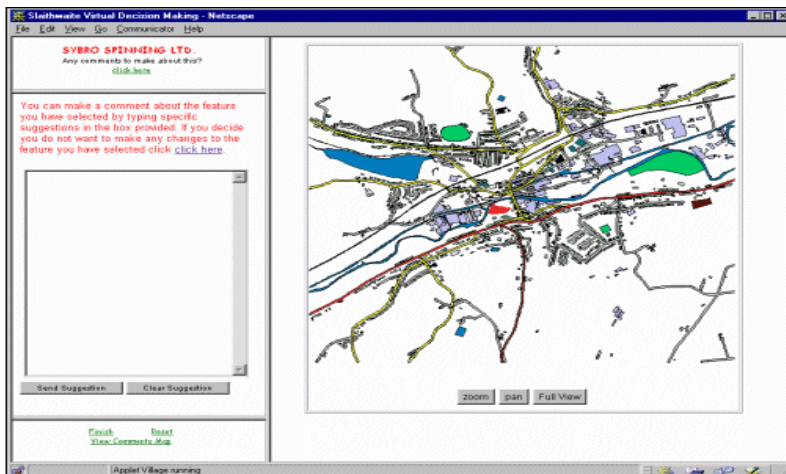 Slaithwaite Virtual Decision Making - Netscape
File Edit View Go Communicator Help
SYBRO SPINNING LTD.
Any comments to make about this?
click here
You can make a comment about the feature
you have selected by typing specific
suggestions in the box provided. If you decide
you do not want to make any changes to the
feature you have selected click click here.
Send Suggestion Clear Suggestion
Finish Reset
View Comments Map
zoom pan Full View
Applet Village running